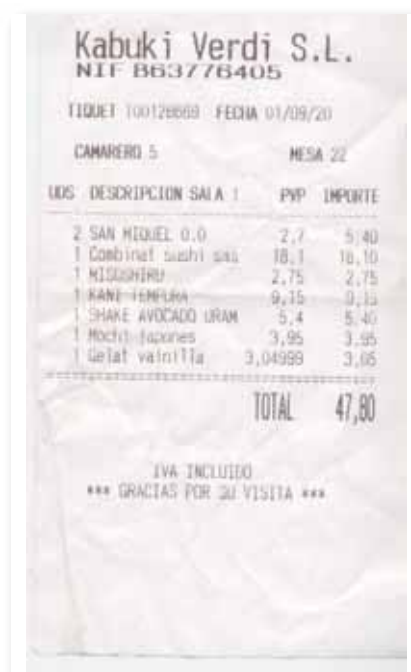 Kabuki Verdi S.L.
NIF B63776405
TIQUET 100128669 FECHA 01/09/20
CAMARERO 5 MESA 22
UDS DESCRIPCION SALA 1 PVP IMPORTE
2 SAN MIQUEL 0.0 2,7 5,40
1 Combinat sushi sas 18,1 18,10
1 MISOSHIRU 2,75 2,75
1 KANI TEMPURA 9,15 9,15
1 SHAKE AVOCADO URAM 5,4 5,40
1 Mochi japones 3,95 3,95
1 Gelat vainilla 3,04999 3,05
TOTAL 47,80
IVA INCLUIDO
*** GRACIAS POR SU VISITA ***